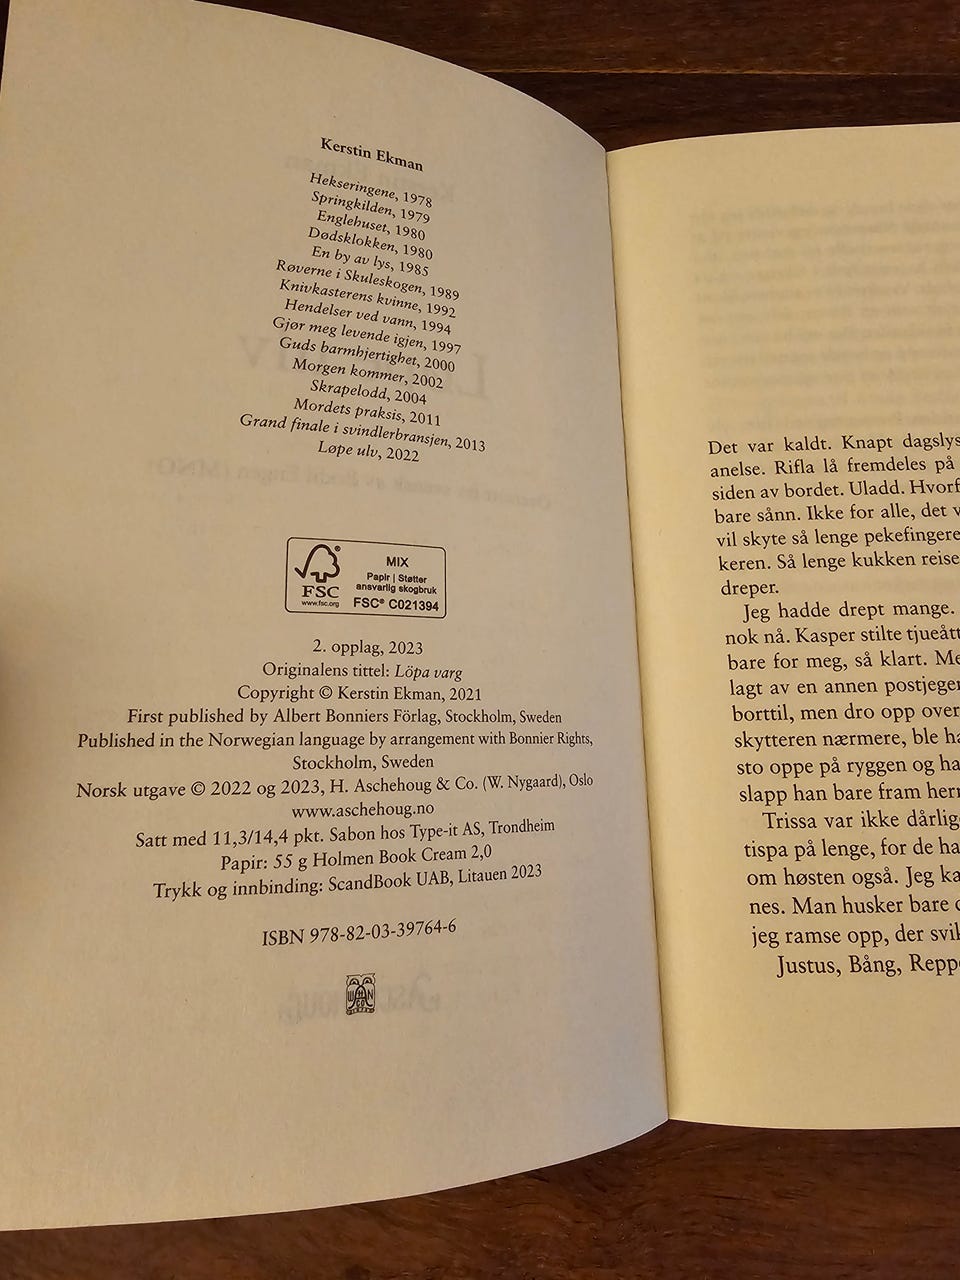 Kerstin Ekman
Hekseringene, 1978
Springkilden, 1979
Englehuset, 1980
Dødsklokken, 1980
En by av lys, 1985
Røverne i Skuleskogen, 1989
Knivkasterens kvinne, 1992
Hendelser ved vann, 1994
Gjør meg levende igjen, 1997
Guds barmhjertighet, 2000
Morgen kommer, 2002
Skrapelodd, 2004
Mordets praksis, 2011
Grand finale i svindlerbransjen, 2013
Løpe ulv, 2022
FSC®
www.fsc.org
MIX
Papir | Støtter
ansvarlig skogbruk
FSC® C021394
2. opplag, 2023
Originalens tittel: Löpa varg
Copyright © Kerstin Ekman, 2021
First published by Albert Bonniers Förlag, Stockholm, Sweden
Published in the Norwegian language by arrangement with Bonnier Rights,
Stockholm, Sweden
Norsk utgave © 2022 og 2023, H. Aschehoug & Co. (W. Nygaard), Oslo
www.aschehoug.no
Satt med 11,3/14,4 pkt. Sabon hos Type-it AS, Trondheim
Papir: 55 g Holmen Book Cream 2,0
Trykk og innbinding: ScandBook UAB, Litauen 2023
ISBN 978-82-03-39764-6
Det var kaldt. Knapt dagslys
anelse. Rifla lå fremdeles på
siden av bordet. Uladd. Hvorf
bare sånn. Ikke for alle, det v
vil skyte så lenge pekefingere
keren. Så lenge kukken reise
dreper.
Jeg hadde drept mange.
nok nå. Kasper stilte tjueått
bare for meg, så klart. Me
lagt av en annen postjeger
borttil, men dro opp over
skytteren nærmere, ble ha
sto oppe på ryggen og ha
slapp han bare fram herr
Trissa var ikke dårlige
tispa på lenge, for de ha
om høsten også. Jeg ka
nes. Man husker bare d
jeg ramse opp, der svik
Justus, Bång, Reppe